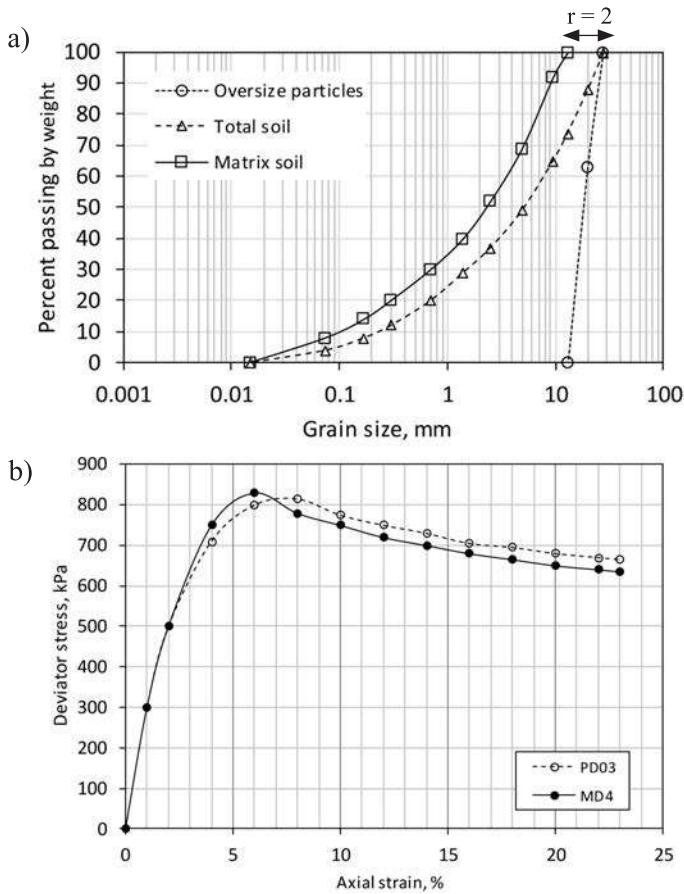 r = 2
a)
100
90
80
70
60
50
40
30
20
10
0
Percent passing by weight
Oversize particles
Total soil
Matrix soil
0.001 0.01 0.1 1 10 100
Grain size, mm
b)
900
800
700
600
500
400
300
200
100
0
Deviator stress, kPa
PD03
MD4
0 5 10 15 20 25
Axial strain, %